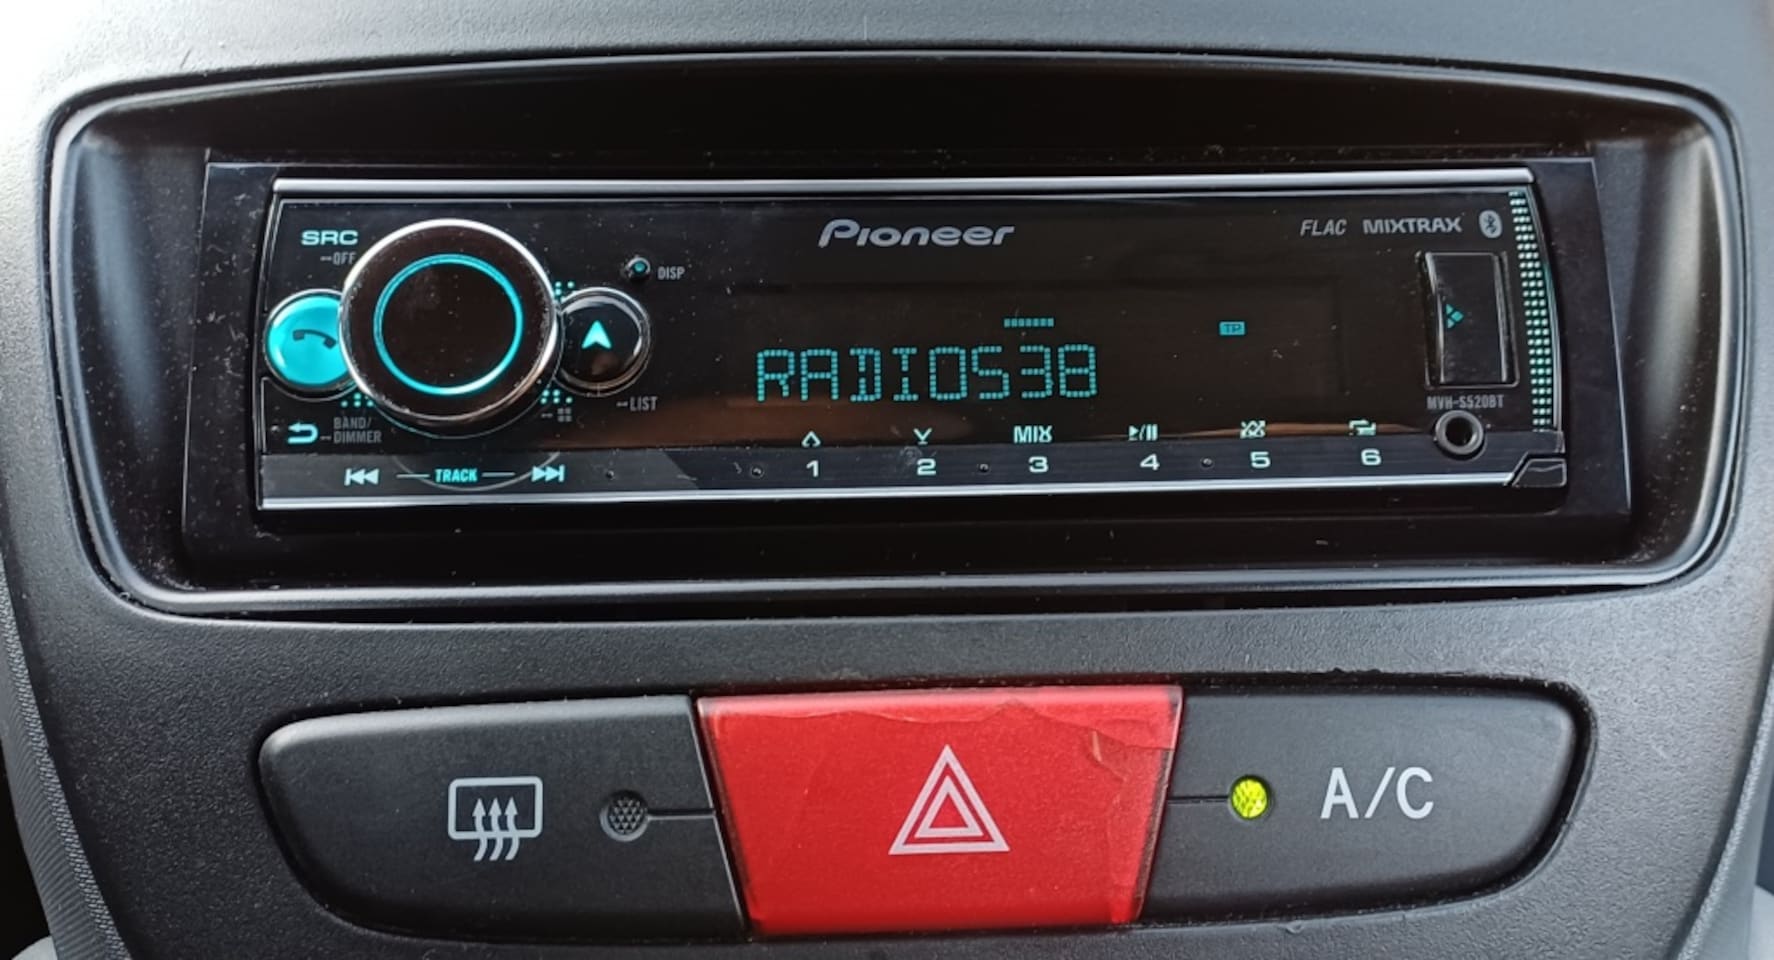 SRC
OFF
Pioneer
FLAC MIXTRAX
DISP
TP
RADIO538
LIST
MVH-S520BT
BAND/
DIMMER
MIX
TRACK
1 2 3 4 5 6
A/C